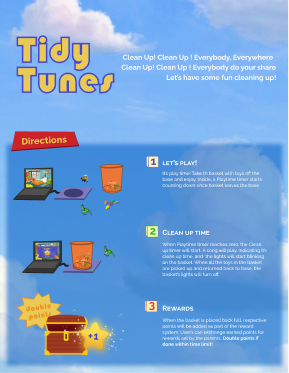 Tidy
Tunes
Clean Up! Clean Up ! Everybody, Everywhere
Clean Up! Clean Up ! Everybody do your share
Let's have some fun cleaning up!
Directions
1 LET'S PLAY!
It's play time! Take th basket with toys off the
base and enjoy. Inside, a Playtime timer starts
counting down once basket leaves the base.
2 CLEAN UP TIME
When Playtime timer reaches zero, the Clean
up timer will start. A song will play, indicating it's
clean up time, and the lights will start blinking
on the basket. When all the toys in the basket
are picked up and returned back to base, the
basket's lights will turn off.
double
points
+1
3 REWARDS
When the basket is placed back full, respective
points will be added as part of the reward
system. Users can exchange earned points for
rewards set by the parents. Double points if
done within time limit!